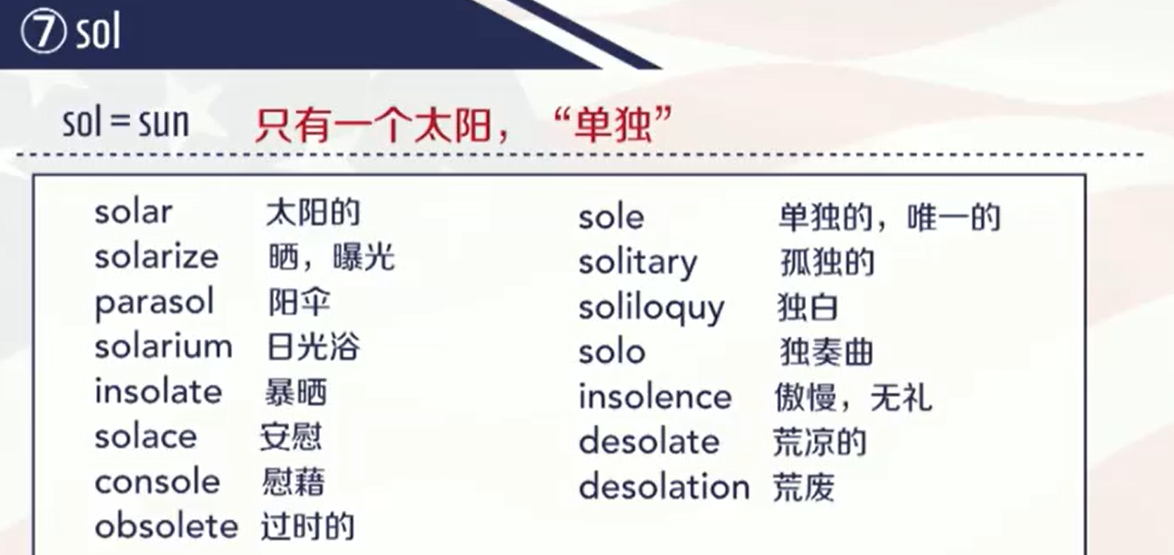 ⑦ sol
sol = sun 只有一个太阳，“单独”
solar 太阳的
solarize 晒，曝光
parasol 阳伞
solarium 日光浴
insolate 暴晒
solace 安慰
console 慰藉
obsolete 过时的
sole 单独的，唯一的
solitary 孤独的
soliloquy 独白
solo 独奏曲
insolence 傲慢，无礼
desolate 荒凉的
desolation 荒废